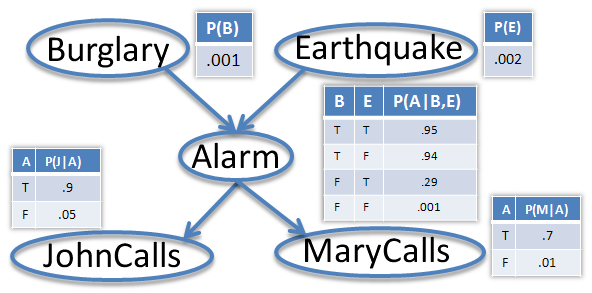 Burglary
P(B)
.001
Earthquake
P(E)
.002
B E P(A|B,E)
T T .95
T F .94
F T .29
F F .001
Alarm
A P(J|A)
T .9
F .05
JohnCalls
MaryCalls
A P(M|A)
T .7
F .01